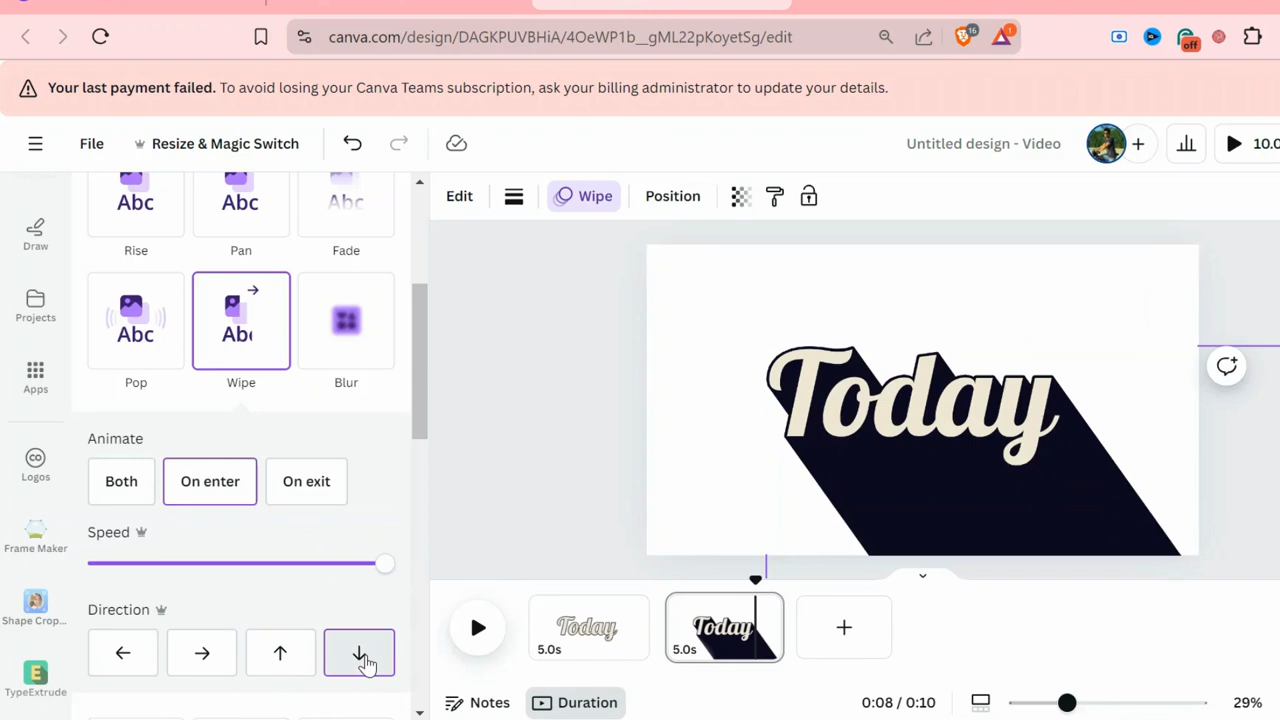 canva.com/design/DAGKPUVBHiA/4OeWP1b__gML22pKoyetSg/edit
16
1
off
Your last payment failed. To avoid losing your Canva Teams subscription, ask your billing administrator to update your details.
File
Resize & Magic Switch
Untitled design - Video
10.0
Draw
Projects
Apps
Logos
Frame Maker
Shape Crop...
TypeExtrude
Abc
Abc
Abc
Rise
Pan
Fade
Abc
Abc
Pop
Wipe
Blur
Animate
Both
On enter
On exit
Speed
Direction
Edit
Wipe
Position
Today
Today
5.0s
Today
5.0s
Notes
Duration
0:08 / 0:10
29%